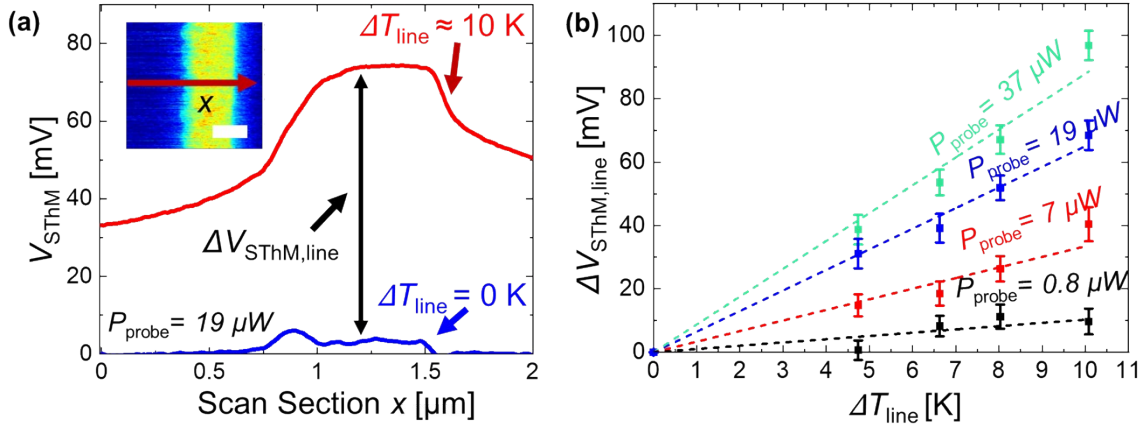 (a)
80
60
40
20
0
V_SThM [mV]
ΔT_line ≈ 10 K
x
ΔV_SThM,line
ΔT_line = 0 K
P_probe = 19 μW
0 0.5 1 1.5 2
Scan Section x [μm]
(b)
100
80
60
40
20
0
ΔV_SThM,line [mV]
P_probe = 37 μW
P_probe = 19 μW
P_probe = 7 μW
P_probe = 0.8 μW
0 1 2 3 4 5 6 7 8 9 10 11
ΔT_line [K]